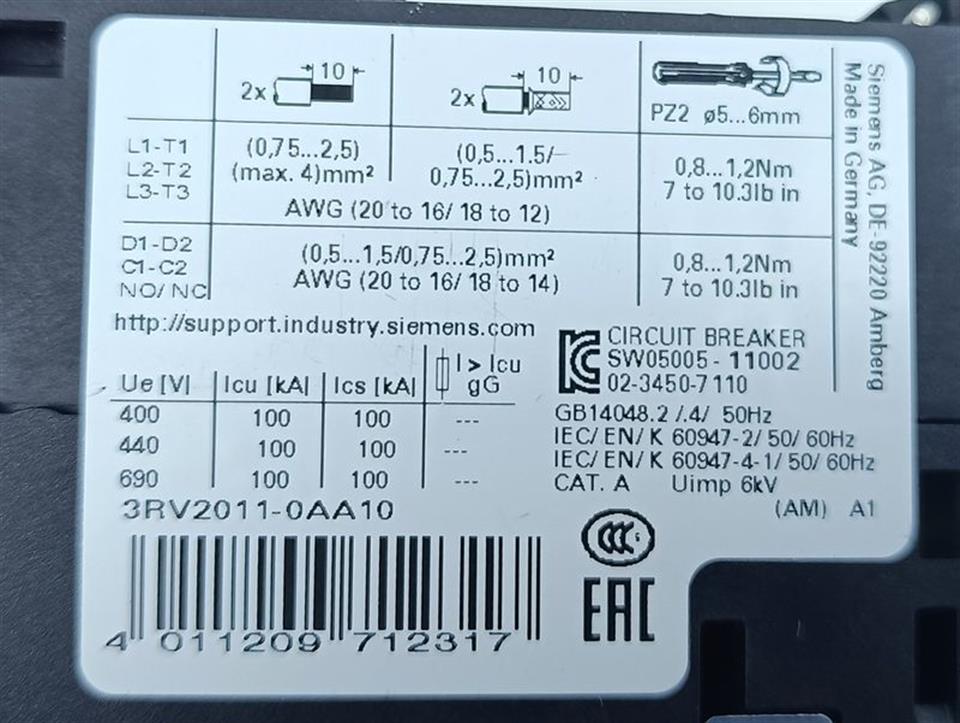 10
2x
10
2x
PZ2 ø5...6mm
L1-T1
L2-T2
L3-T3
(0,75...2,5)
(max. 4)mm²
(0,5...1.5/
0,75...2,5)mm²
AWG (20 to 16/ 18 to 12)
0,8...1,2Nm
7 to 10.3lb in
D1-D2
C1-C2
NO/ NC
(0,5...1,5/0,75...2,5)mm²
AWG (20 to 16/ 18 to 14)
0,8...1,2Nm
7 to 10.3lb in
Siemens AG, DE-92220 Amberg
Made in Germany
http://support.industry.siemens.com
Ue [V] Icu [kA] Ics [kA] I > Icu
gG
400 100 100 ---
440 100 100 ---
690 100 100 ---
3RV2011-0AA10
KC CIRCUIT BREAKER
SW05005-11002
02-3450-7110
GB14048.2 /.4/ 50Hz
IEC/EN/K 60947-2/ 50/ 60Hz
IEC/EN/K 60947-4-1/ 50/ 60Hz
CAT. A Uimp 6kV
(AM) A1
CCC
EAC
4 011209 712317